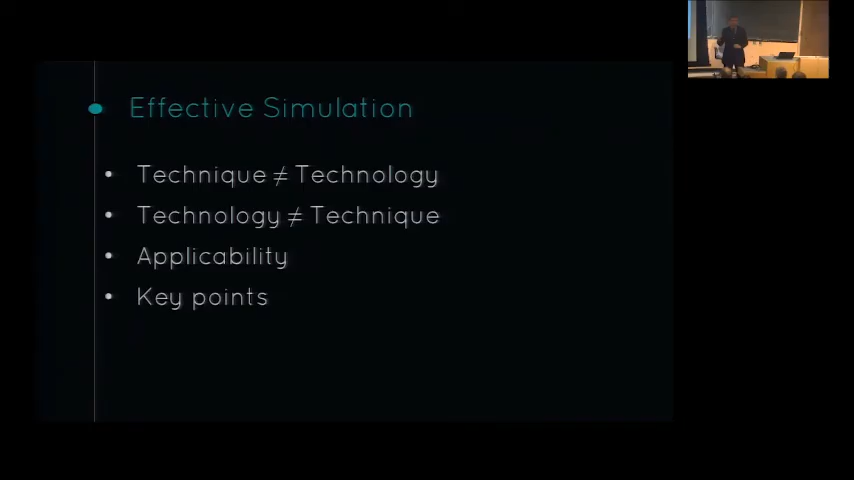 Effective Simulation
• Technique ≠ Technology
• Technology ≠ Technique
• Applicability
• Key points